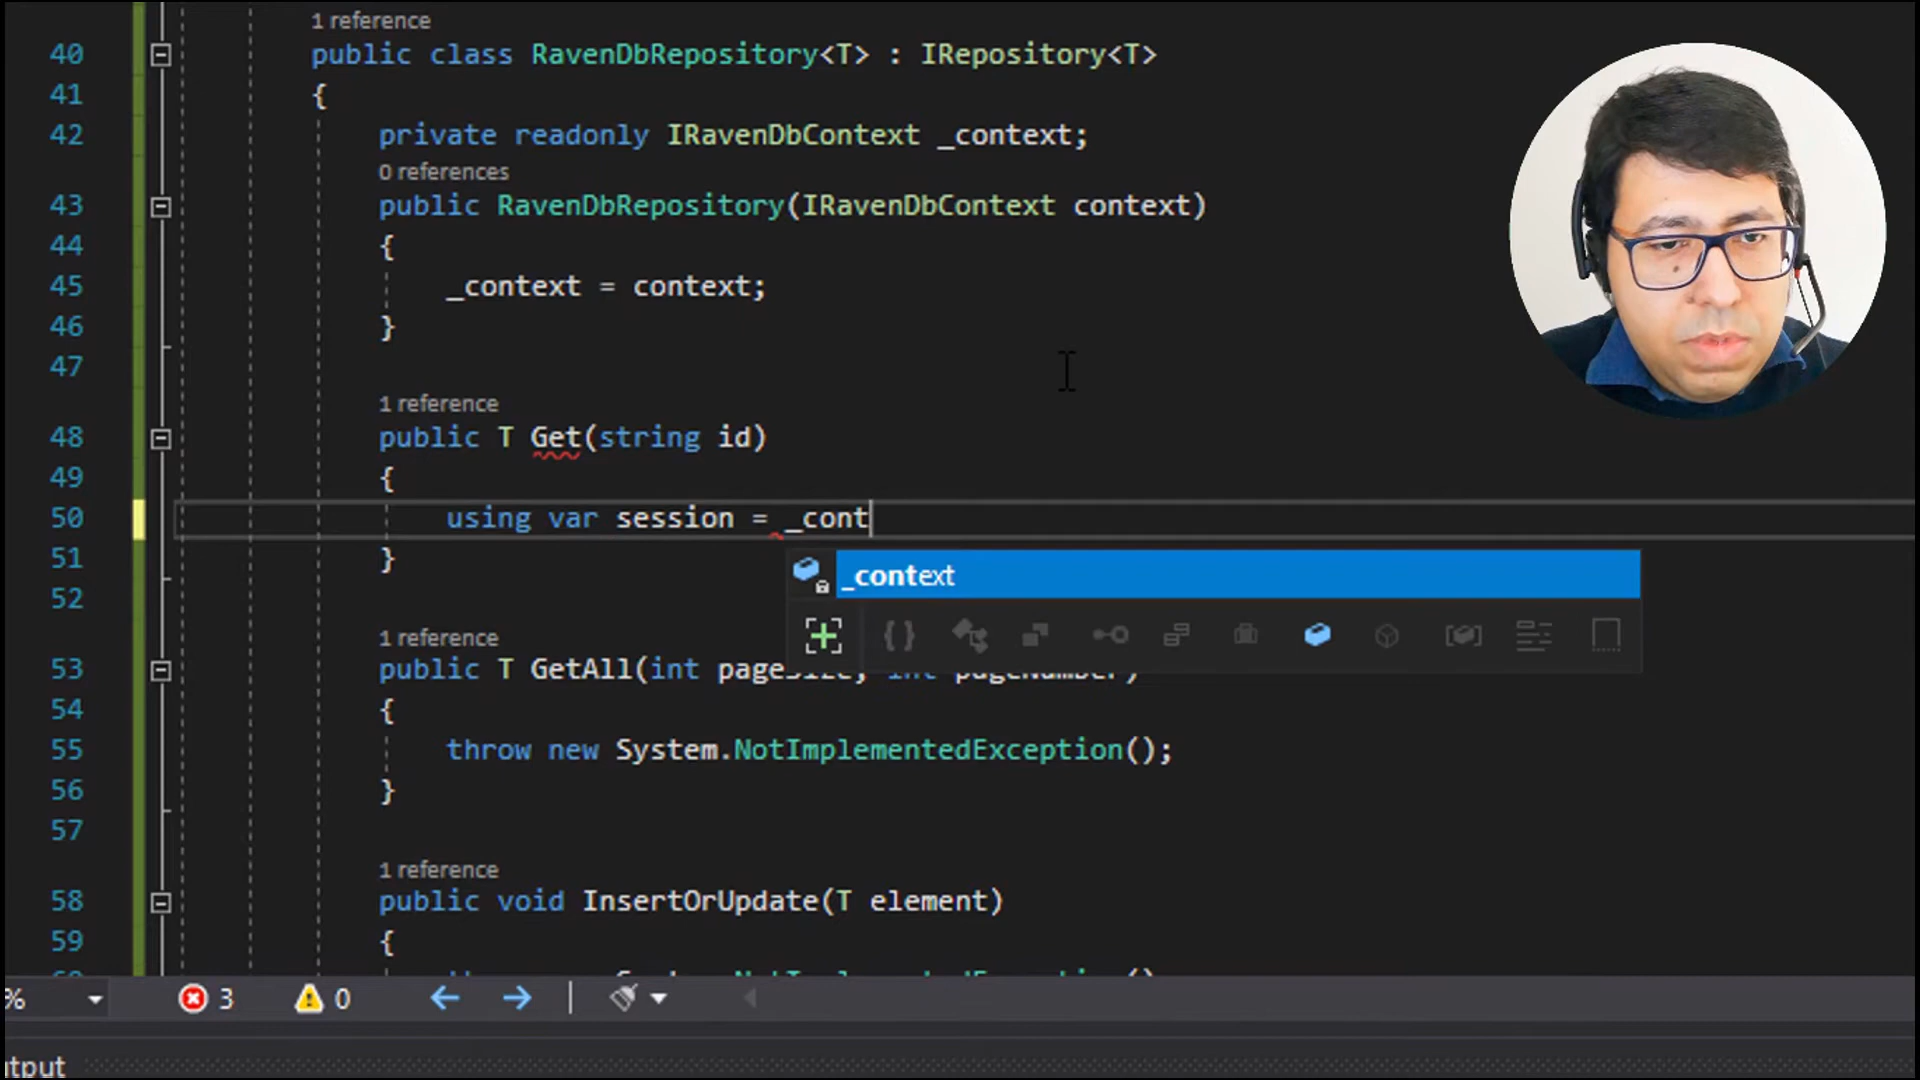 1 reference
40 public class RavenDbRepository<T> : IRepository<T>
41 {
42 private readonly IRavenDbContext _context;
0 references
43 public RavenDbRepository(IRavenDbContext context)
44 {
45 _context = context;
46 }
47
1 reference
48 public T Get(string id)
49 {
50 using var session = _cont
51 }
_context
52
1 reference
53 public T GetAll(int pageSize, int pageNumber)
54 {
55 throw new System.NotImplementedException();
56 }
57
1 reference
58 public void InsertOrUpdate(T element)
59 {
% 3 0